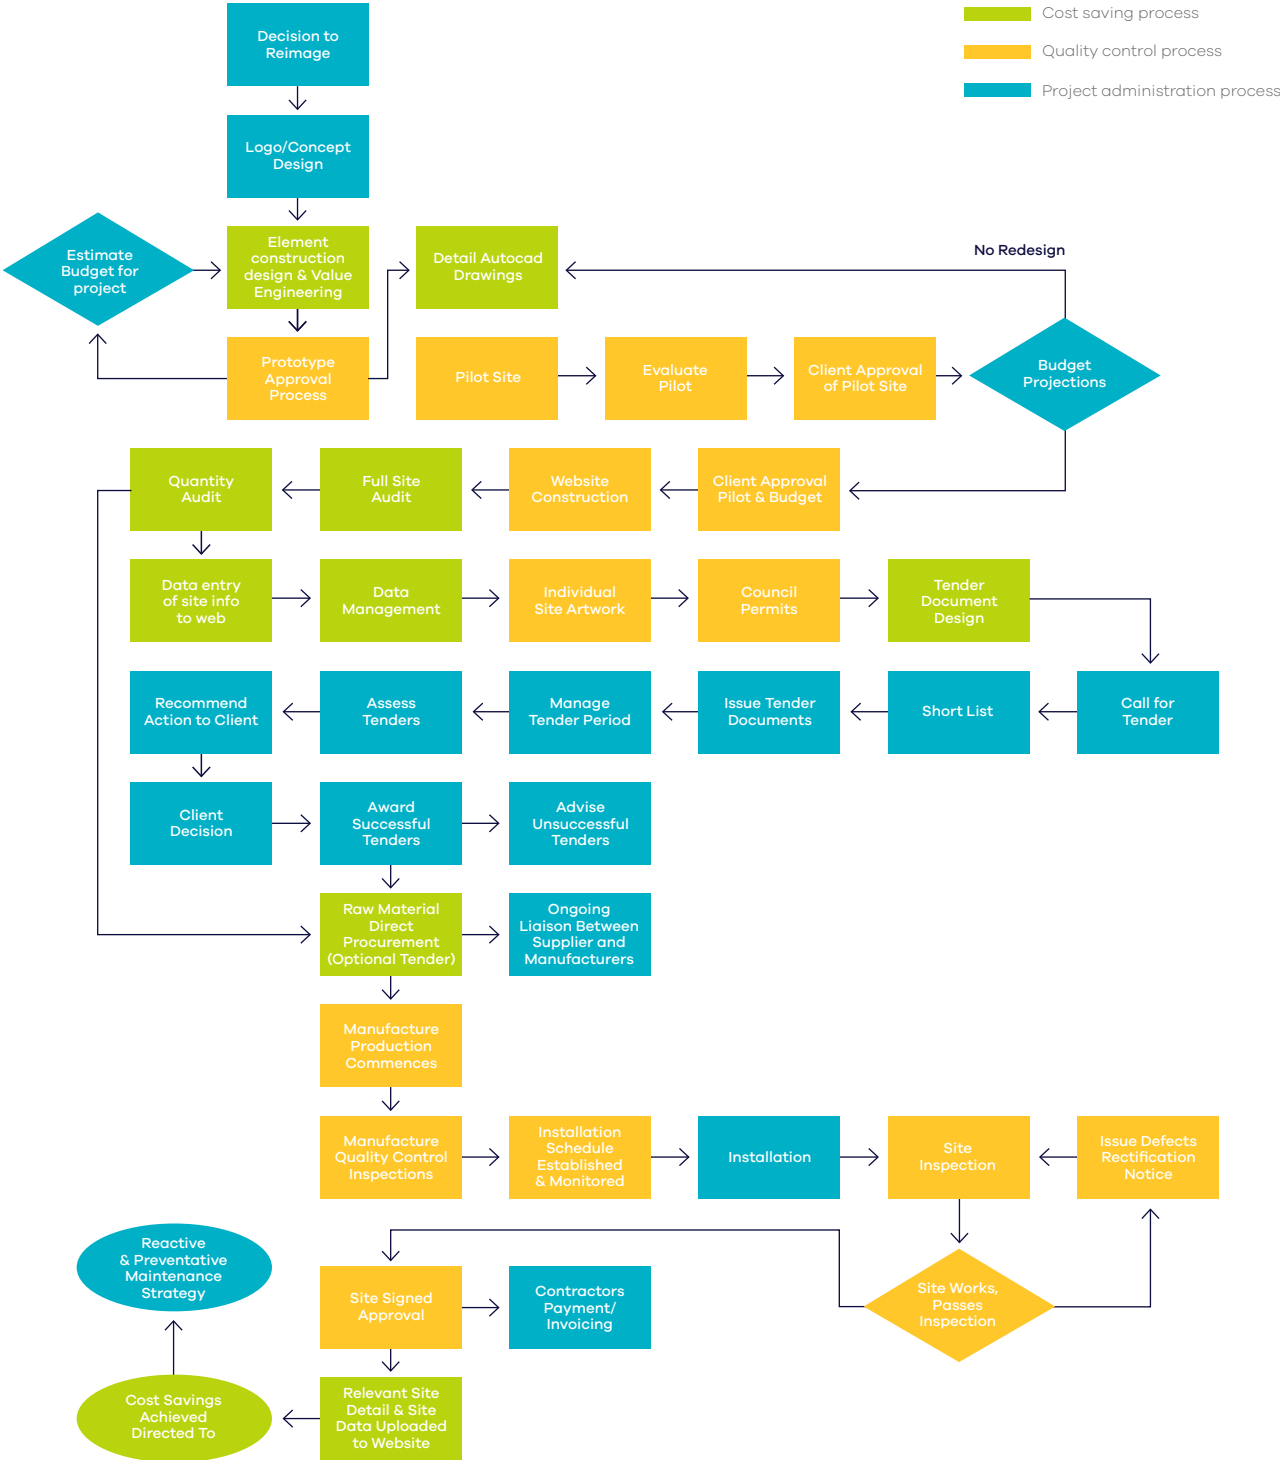 Cost saving process
Quality control process
Project administration process
Decision to
Reimage
Logo/Concept
Design
Estimate
Budget for
project
Element
construction
design & Value
Engineering
Detail Autocad
Drawings
No Redesign
Prototype
Approval
Process
Pilot Site
Evaluate
Pilot
Client Approval
of Pilot Site
Budget
Projections
Quantity
Audit
Full Site
Audit
Website
Construction
Client Approval
Pilot & Budget
Data entry
of site info
to web
Data
Management
Individual
Site Artwork
Council
Permits
Tender
Document
Design
Recommend
Action to Client
Assess
Tenders
Manage
Tender Period
Issue Tender
Documents
Short List
Call for
Tender
Client
Decision
Award
Successful
Tenders
Advise
Unsuccessful
Tenders
Raw Material
Direct
Procurement
(Optional Tender)
Ongoing
Liaison Between
Supplier and
Manufacturers
Manufacture
Production
Commences
Manufacture
Quality Control
Inspections
Installation
Schedule
Established
& Monitored
Installation
Site
Inspection
Issue Defects
Rectification
Notice
Reactive
& Preventative
Maintenance
Strategy
Site Signed
Approval
Contractors
Payment/
Invoicing
Site Works,
Passes
Inspection
Cost Savings
Achieved
Directed To
Relevant Site
Detail & Site
Data Uploaded
to Website